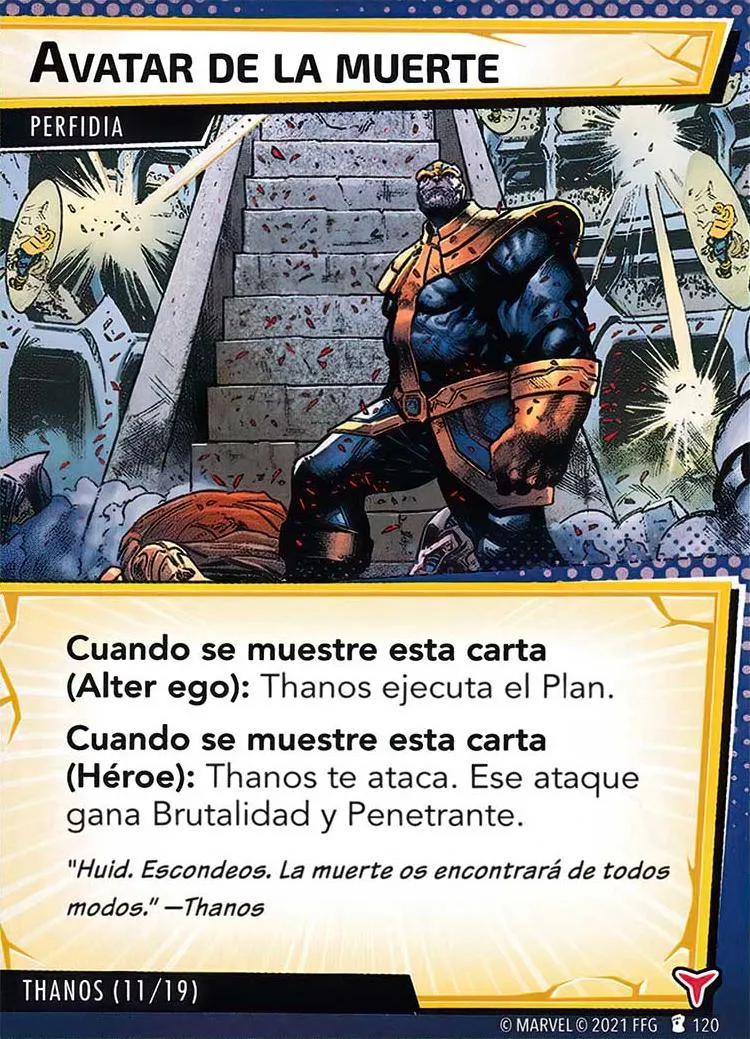 AVATAR DE LA MUERTE
PERFIDIA
Cuando se muestre esta carta
(Alter ego): Thanos ejecuta el Plan.
Cuando se muestre esta carta
(Héroe): Thanos te ataca. Ese ataque
gana Brutalidad y Penetrante.
"Huid. Escondeos. La muerte os encontrará de todos
modos." —Thanos
THANOS (11/19)
© MARVEL © 2021 FFG 120